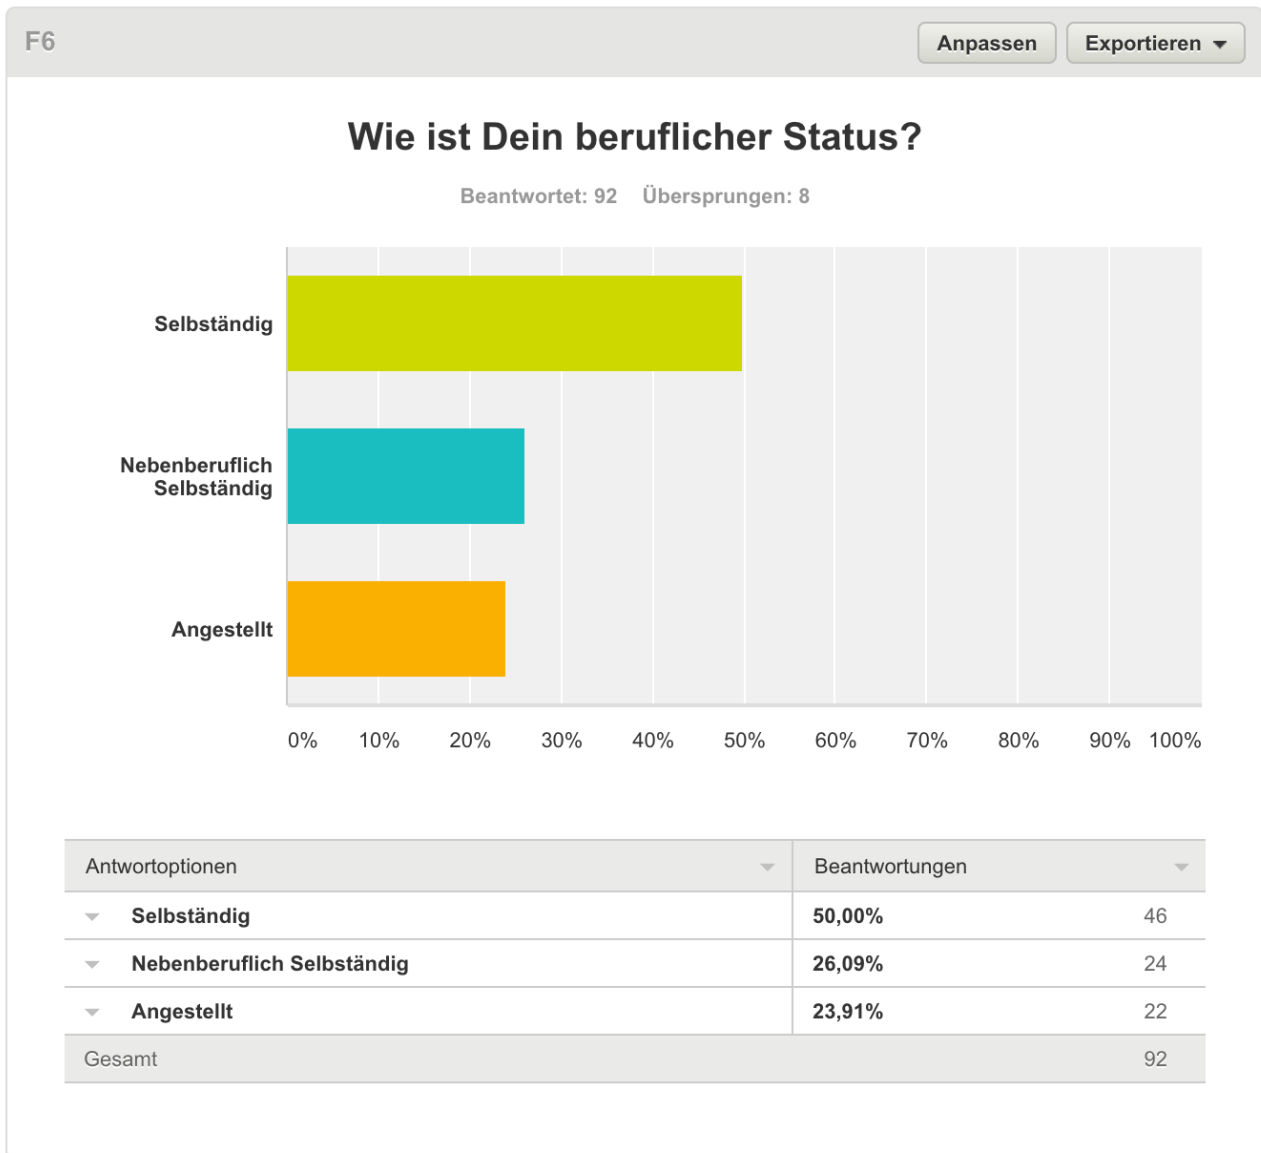 F6
Anpassen
Exportieren
Wie ist Dein beruflicher Status?
Beantwortet: 92 Übersprungen: 8
Selbständig
Nebenberuflich
Selbständig
Angestellt
0% 10% 20% 30% 40% 50% 60% 70% 80% 90% 100%
Antwortoptionen Beantwortungen
Selbständig 50,00% 46
Nebenberuflich Selbständig 26,09% 24
Angestellt 23,91% 22
Gesamt 92